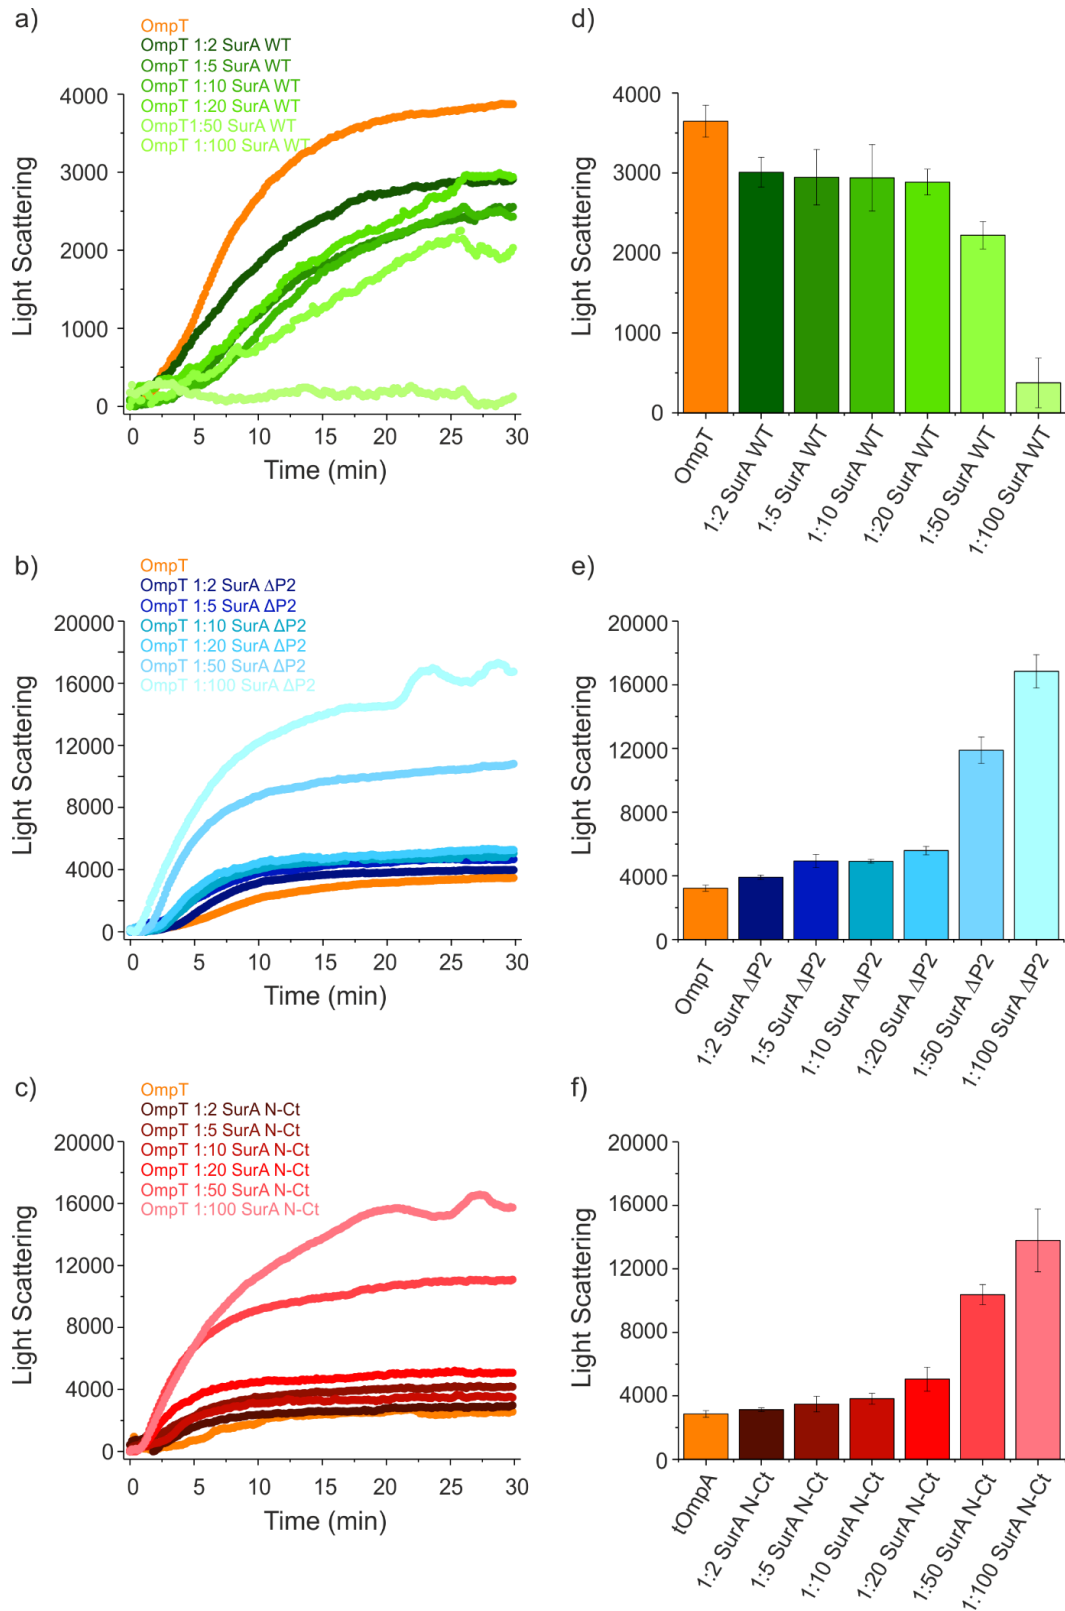 a)
OmpT
OmpT 1:2 SurA WT
OmpT 1:5 SurA WT
OmpT 1:10 SurA WT
OmpT 1:20 SurA WT
OmpT1:50 SurA WT
OmpT 1:100 SurA WT
4000
3000
2000
1000
0
Light Scattering
0 5 10 15 20 25 30
Time (min)
d)
4000
3000
2000
1000
0
Light Scattering
OmpT
1:2 SurA WT
1:5 SurA WT
1:10 SurA WT
1:20 SurA WT
1:50 SurA WT
1:100 SurA WT
b)
OmpT
OmpT 1:2 SurA ΔP2
OmpT 1:5 SurA ΔP2
OmpT 1:10 SurA ΔP2
OmpT 1:20 SurA ΔP2
OmpT 1:50 SurA ΔP2
OmpT 1:100 SurA ΔP2
20000
16000
12000
8000
4000
0
Light Scattering
0 5 10 15 20 25 30
Time (min)
e)
20000
16000
12000
8000
4000
0
Light Scattering
OmpT
1:2 SurA ΔP2
1:5 SurA ΔP2
1:10 SurA ΔP2
1:20 SurA ΔP2
1:50 SurA ΔP2
1:100 SurA ΔP2
c)
OmpT
OmpT 1:2 SurA N-Ct
OmpT 1:5 SurA N-Ct
OmpT 1:10 SurA N-Ct
OmpT 1:20 SurA N-Ct
OmpT 1:50 SurA N-Ct
OmpT 1:100 SurA N-Ct
20000
16000
12000
8000
4000
0
Light Scattering
0 5 10 15 20 25 30
Time (min)
f)
20000
16000
12000
8000
4000
0
Light Scattering
tOmpA
1:2 SurA N-Ct
1:5 SurA N-Ct
1:10 SurA N-Ct
1:20 SurA N-Ct
1:50 SurA N-Ct
1:100 SurA N-Ct